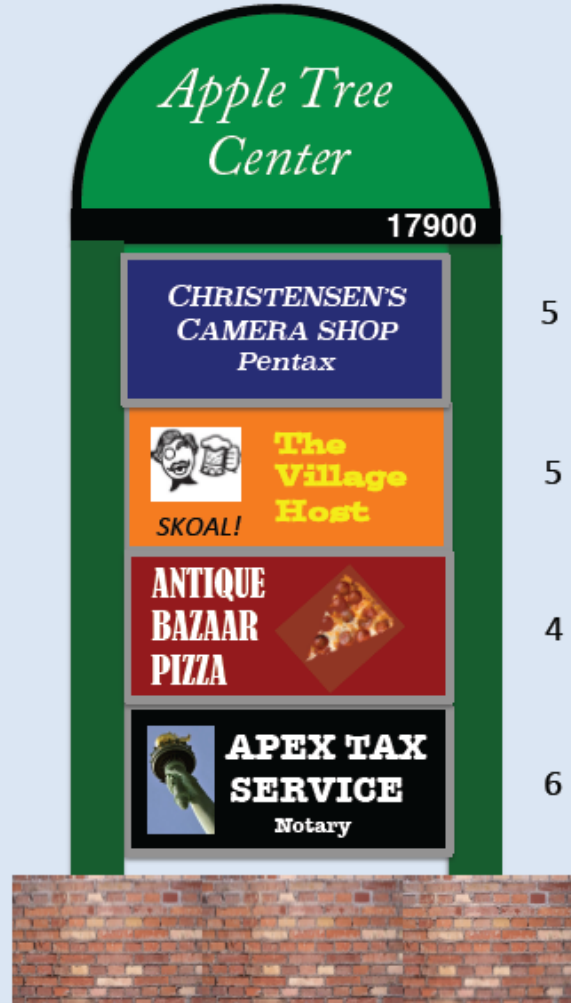 Apple Tree
Center
17900
CHRISTENSEN'S
CAMERA SHOP
Pentax
5
The
Village
Host
SKOAL!
5
ANTIQUE
BAZAAR
PIZZA
4
APEX TAX
SERVICE
Notary
6